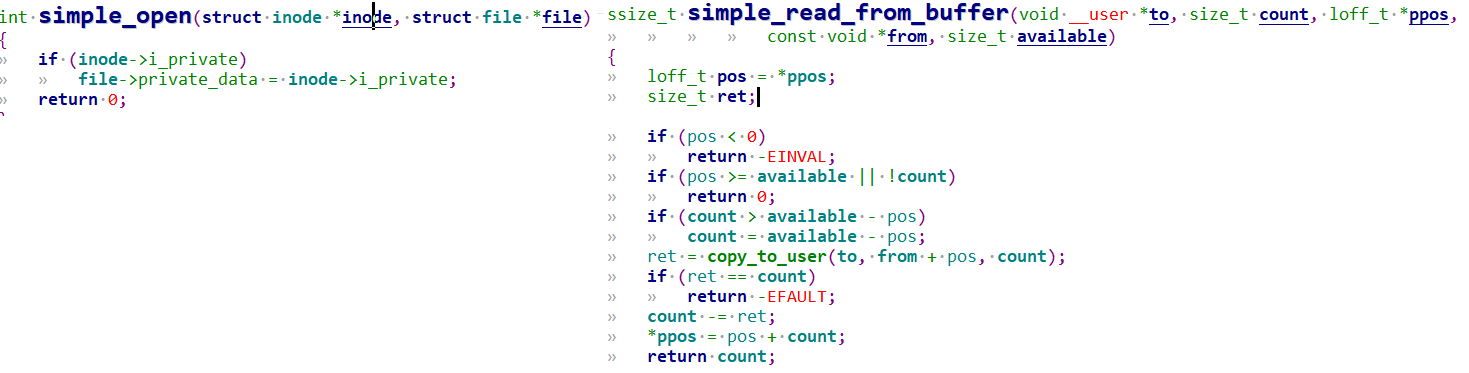 int simple_open(struct inode *inode, struct file *file)
{
» if (inode->i_private)
» » file->private_data = inode->i_private;
» return 0;
ssize_t simple_read_from_buffer(void __user *to, size_t count, loff_t *ppos,
» » » » const void *from, size_t available)
{
» loff_t pos = *ppos;
» size_t ret;
» if (pos < 0)
» » return -EINVAL;
» if (pos >= available || !count)
» » return 0;
» if (count > available - pos)
» » count = available - pos;
» ret = copy_to_user(to, from + pos, count);
» if (ret == count)
» » return -EFAULT;
» count -= ret;
» *ppos = pos + count;
» return count;